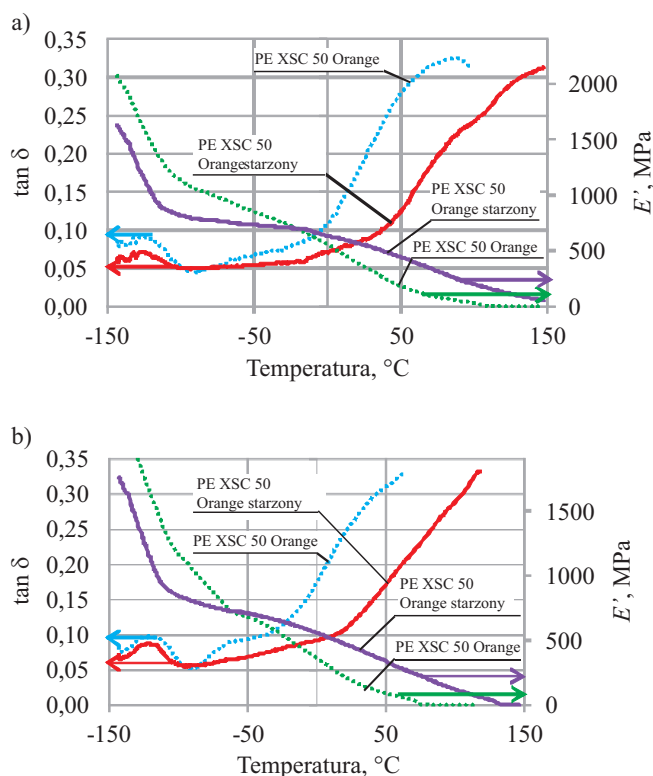 a)
0,35
0,30
0,25
0,20
0,15
0,10
0,05
0,00
tan δ
PE XSC 50 Orange
PE XSC 50
Orangestarzony
PE XSC 50
Orange starzony
PE XSC 50 Orange
2000
1500
1000
500
0
E’, MPa
-150
-50
50
150
Temperatura, °C
b)
0,35
0,30
0,25
0,20
0,15
0,10
0,05
0,00
tan δ
PE XSC 50
Orange starzony
PE XSC 50 Orange
PE XSC 50
Orange starzony
PE XSC 50 Orange
1500
1000
500
0
E’, MPa
-150
-50
50
150
Temperatura, °C